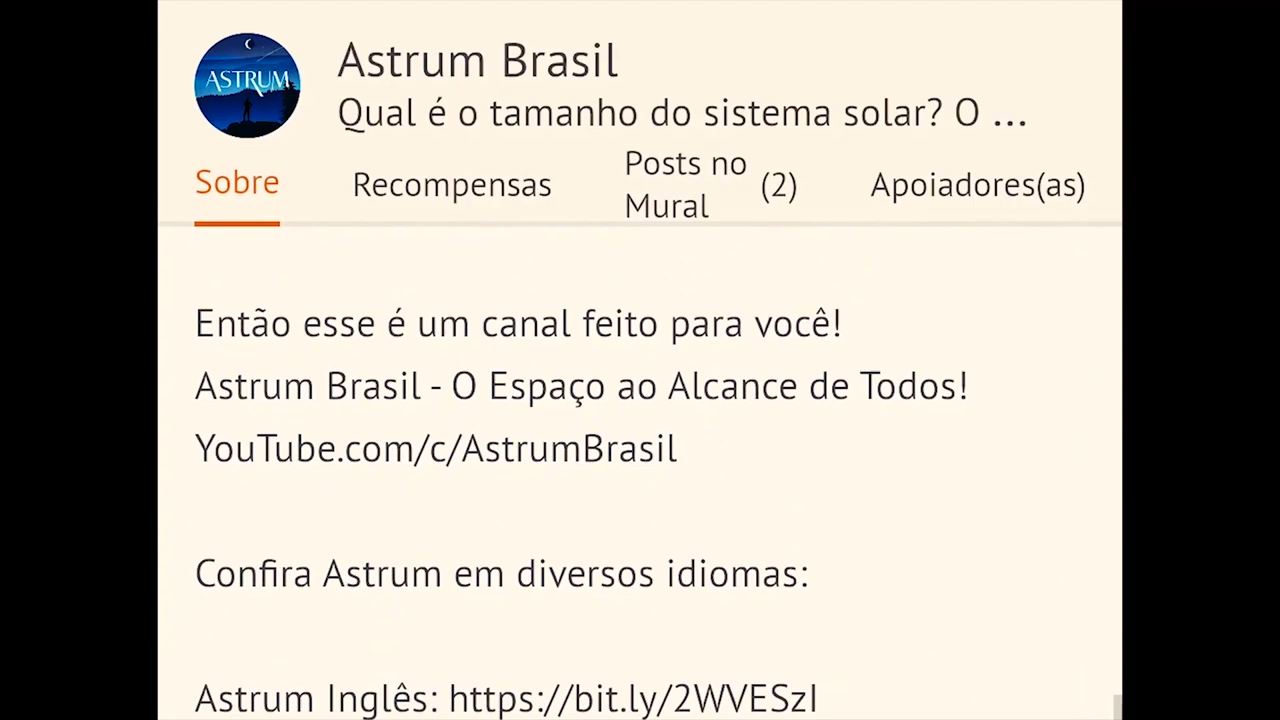 ASTRUM
Astrum Brasil
Qual é o tamanho do sistema solar? O ...
Sobre
Recompensas
Posts no
Mural
(2)
Apoiadores(as)
Então esse é um canal feito para você!
Astrum Brasil - O Espaço ao Alcance de Todos!
YouTube.com/c/AstrumBrasil
Confira Astrum em diversos idiomas:
Astrum Inglês: https://bit.ly/2WVESzI